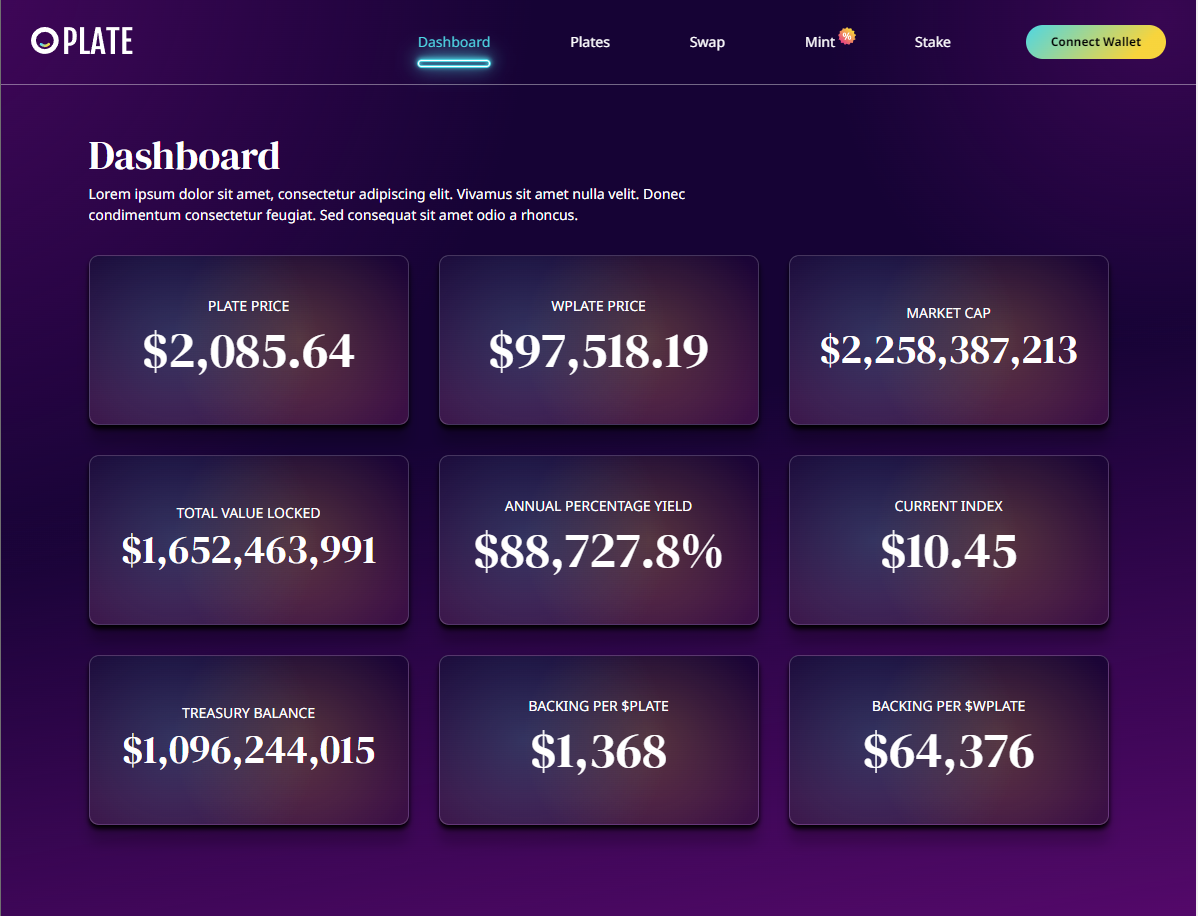 PLATE
Dashboard
Plates
Swap
Mint
%
Stake
Connect Wallet
Dashboard
Lorem ipsum dolor sit amet, consectetur adipiscing elit. Vivamus sit amet nulla velit. Donec
condimentum consectetur feugiat. Sed consequat sit amet odio a rhoncus.
PLATE PRICE
$2,085.64
WPLATE PRICE
$97,518.19
MARKET CAP
$2,258,387,213
TOTAL VALUE LOCKED
$1,652,463,991
ANNUAL PERCENTAGE YIELD
$88,727.8%
CURRENT INDEX
$10.45
TREASURY BALANCE
$1,096,244,015
BACKING PER $PLATE
$1,368
BACKING PER $WPLATE
$64,376